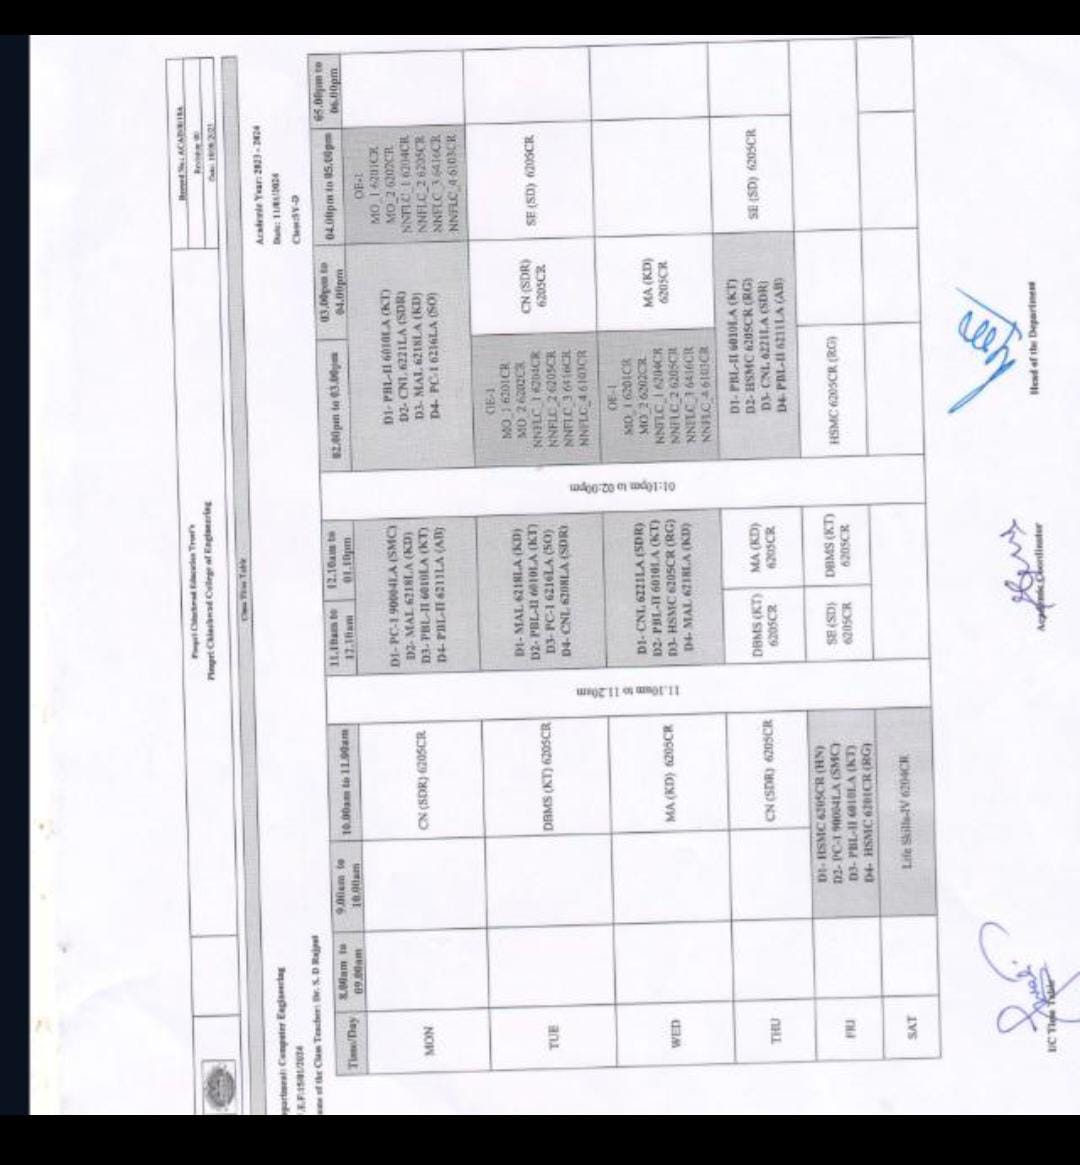 Pimpri Chinchwad Education Trust's
Pimpri Chinchwad College of Engineering
Record No.: ACAD/R/18A
Revision: 00
Class Time Table
Department: Computer Engineering
Academic Year: 2023 - 2024
Date: 11/01/2024
W.E.F:15/01/2024
Name of the Class Teacher: Dr. S. D Rajput
Class:SY-D
Time/Day
8.00am to 09.00am
9.00am to 10.00am
10.00am to 11.00am
11.10am to 12.10am
12.10am to 01.10pm
02.00pm to 03.00pm
03.00pm to 04.00pm
04.00pm to 05.00pm
05.00pm to 06.00pm
11.10am to 11.20am
01:10pm to 02:00pm
MON
CN (SDR) 6205CR
D1- PC-1 90004LA (SMC)
D2- MAL 6218LA (KD)
D3- PBL-II 6010LA (KT)
D4- PBL-II 6211LA (AB)
D1- PBL-II 6010LA (KT)
D2- CNL 6221LA (SDR)
D3- MAL 6218LA (KD)
D4- PC-1 6216LA (SO)
OE-1
MO_1 6201CR
MO_2 6202CR
NNFLC_1 6204CR
NNFLC_2 6205CR
NNFLC_3 6416CR
NNFLC_4 6103CR
TUE
DBMS (KT) 6205CR
D1- MAL 6218LA (KD)
D2- PBL-II 6010LA (KT)
D3- PC-1 6216LA (SO)
D4- CNL 6208LA (SDR)
OE-1
MO_1 6201CR
MO_2 6202CR
NNFLC_1 6204CR
NNFLC_2 6205CR
NNFLC_3 6416CR
NNFLC_4 6103CR
CN (SDR)
6205CR
SE (SD) 6205CR
WED
MA (KD) 6205CR
D1- CNL 6221LA (SDR)
D2- PBL-II 6010LA (KT)
D3- HSMC 6205CR (RG)
D4- MAL 6218LA (KD)
OE-1
MO_1 6201CR
MO_2 6202CR
NNFLC_1 6204CR
NNFLC_2 6205CR
NNFLC_3 6416CR
NNFLC_4 6103CR
MA (KD)
6205CR
THU
CN (SDR) 6205CR
DBMS (KT)
6205CR
MA (KD)
6205CR
D1- PBL-II 6010LA (KT)
D2- HSMC 6205CR (RG)
D3- CNL 6221LA (SDR)
D4- PBL-II 6211LA (AB)
SE (SD) 6205CR
FRI
D1- HSMC 6205CR (HN)
D2- PC-1 90004LA (SMC)
D3- PBL-II 6010LA (KT)
D4- HSMC 6201CR (RG)
SE (SD)
6205CR
DBMS (KT)
6205CR
HSMC 6205CR (RG)
SAT
Life Skills-IV 6204CR
I/C Time Table
Academic Coordinator
Head of the Department